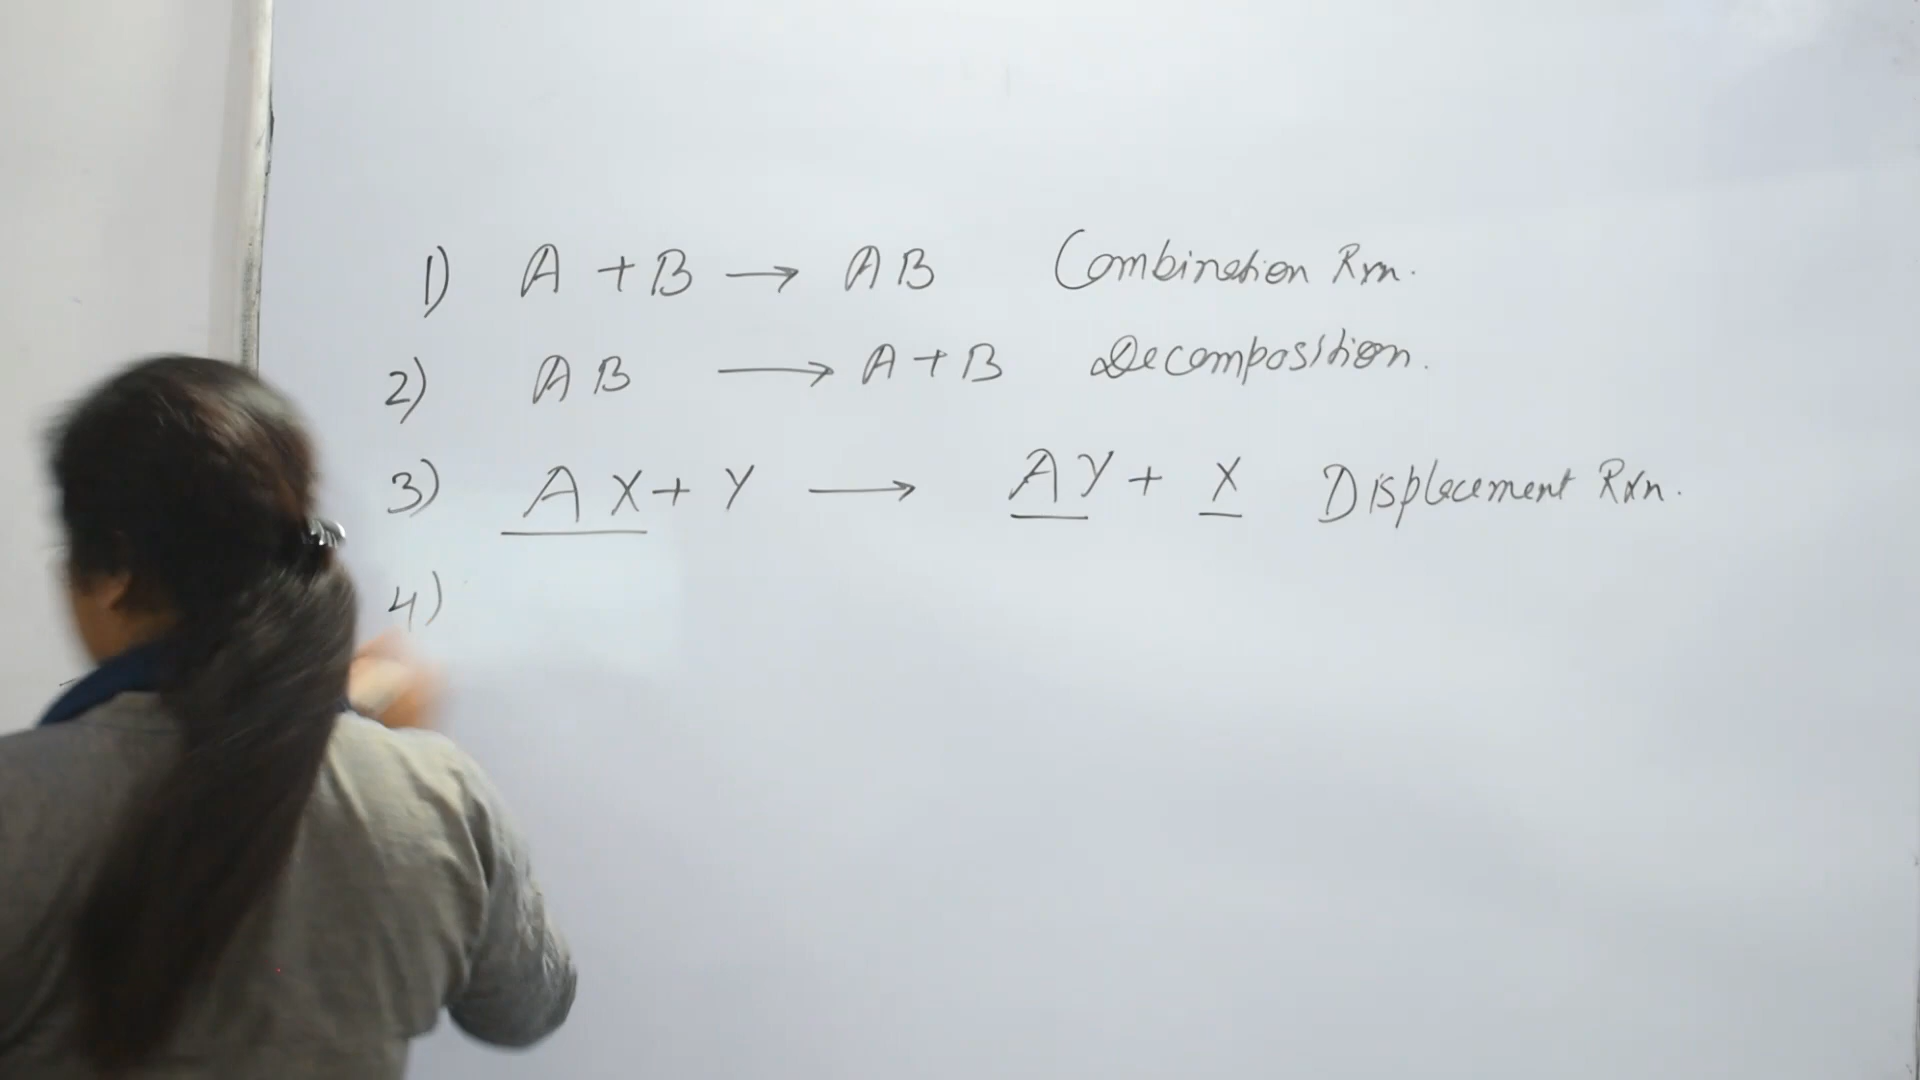 1) A + B → AB Combination Rxn.
2) AB → A + B Decomposition.
3) AX + Y → AY + X Displacement Rxn.
4)